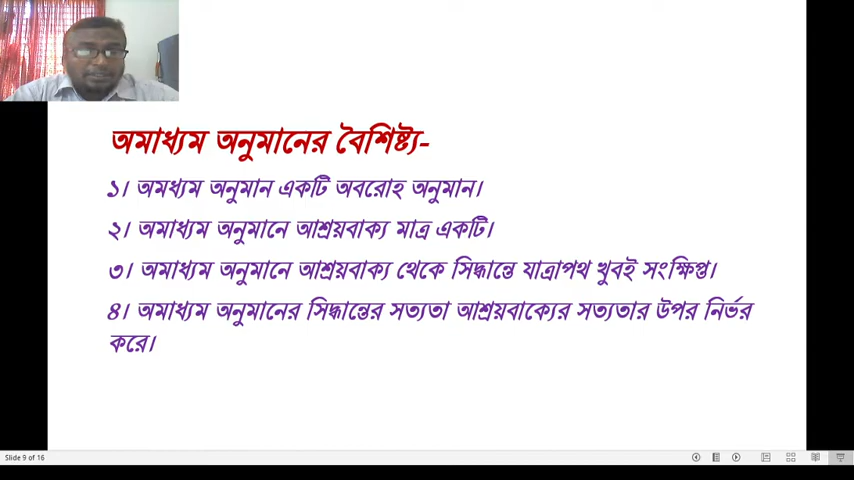 অমাধ্যম অনুমানের বৈশিষ্ট্য-
১। অমধ্যম অনুমান একটি অবরোহ অনুমান।
২। অমাধ্যম অনুমানে আশ্রয়বাক্য মাত্র একটি।
৩। অমাধ্যম অনুমানে আশ্রয়বাক্য থেকে সিদ্ধান্তে যাত্রাপথ খুবই সংক্ষিপ্ত।
৪। অমাধ্যম অনুমানের সিদ্ধান্তের সত্যতা আশ্রয়বাক্যের সত্যতার উপর নির্ভর
করে।
Slide 9 of 16